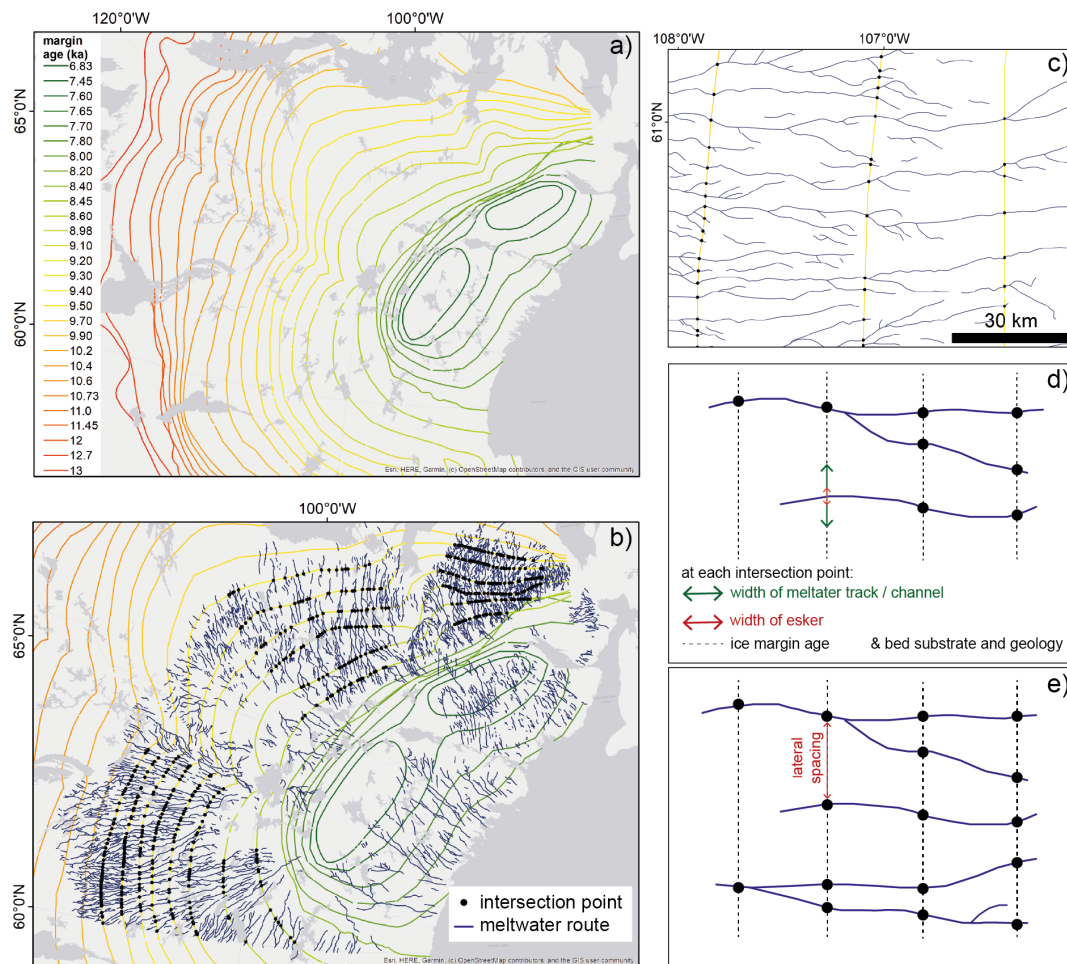 120°0'W
100°0'W
a)
margin
age (ka)
6.83
7.45
7.60
7.65
7.70
7.80
8.00
8.20
8.40
8.45
8.60
8.98
9.10
9.20
9.30
9.40
9.50
9.70
9.90
10.2
10.4
10.6
10.73
11.0
11.45
12
12.7
13
65°0'N
60°0'N
Esri, HERE, Garmin, (c) OpenStreetMap contributors, and the GIS user community
100°0'W
b)
65°0'N
60°0'N
intersection point
meltwater route
Esri, HERE, Garmin, (c) OpenStreetMap contributors, and the GIS user community
108°0'W
107°0'W
c)
61°0'N
30 km
d)
at each intersection point:
width of meltater track / channel
width of esker
ice margin age & bed substrate and geology
e)
lateral
spacing